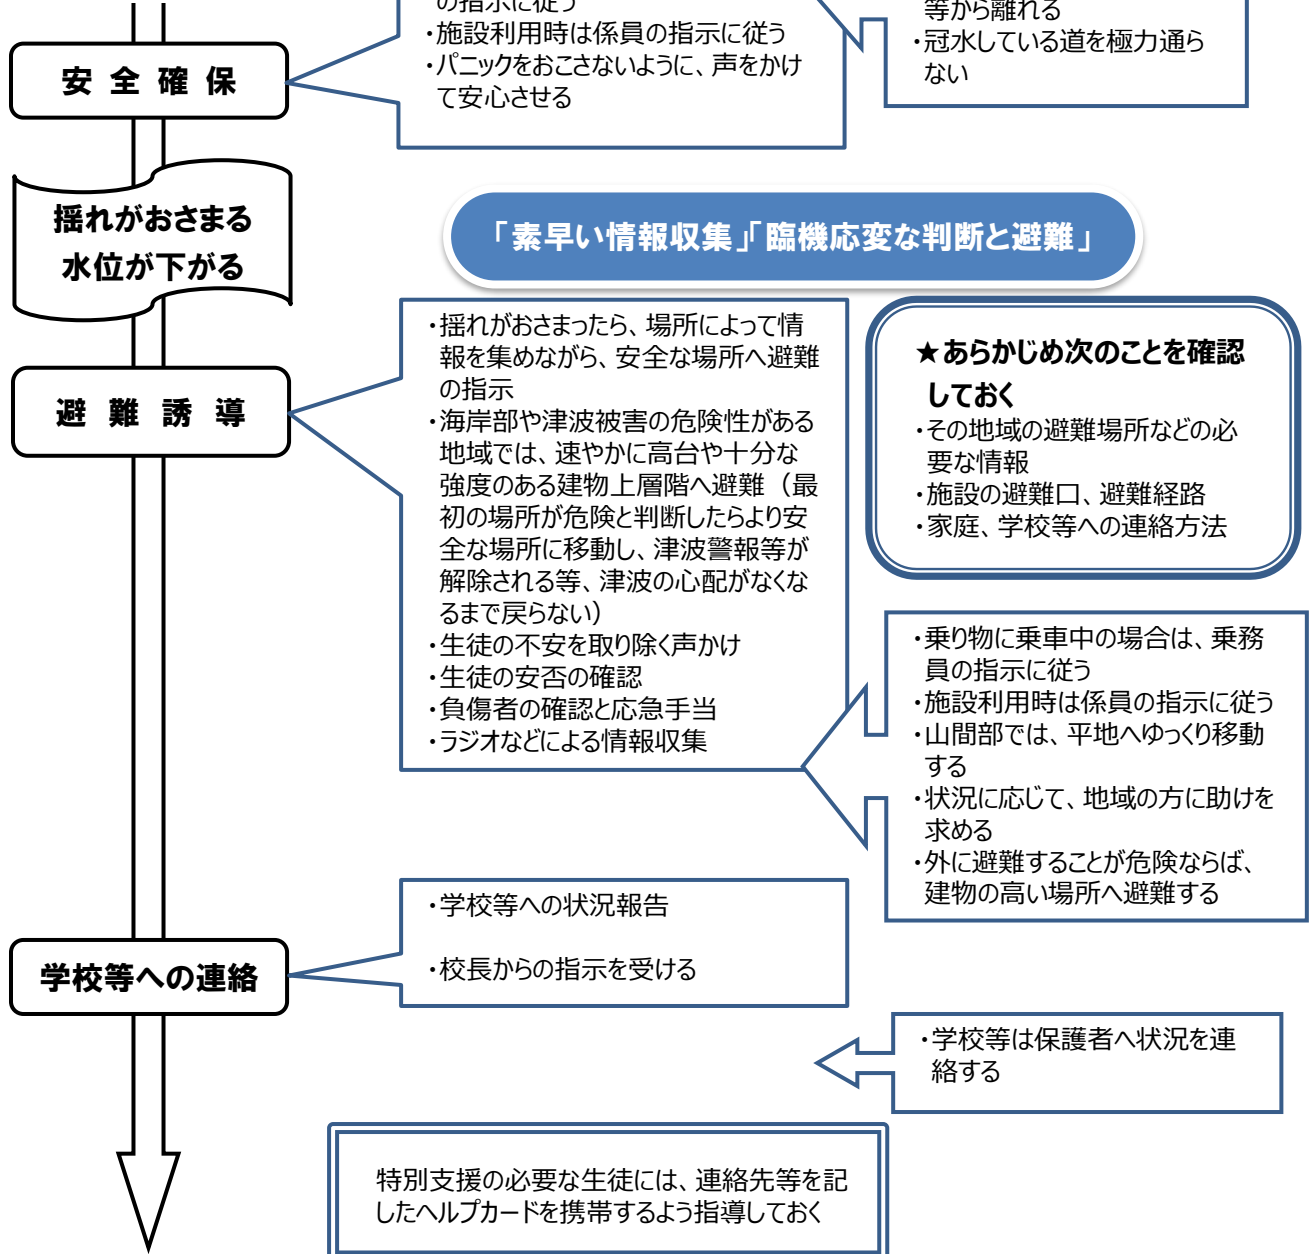 の指示に従う
・施設利用時は係員の指示に従う
・パニックをおこさないように、声をかけ
て安心させる
等から離れる
・冠水している道を極力通ら
ない
安 全 確 保
揺れがおさまる
水位が下がる
「素早い情報収集」「臨機応変な判断と避難」
避 難 誘 導
・揺れがおさまったら、場所によって情
報を集めながら、安全な場所へ避難
の指示
・海岸部や津波被害の危険性がある
地域では、速やかに高台や十分な
強度のある建物上層階へ避難（最
初の場所が危険と判断したらより安
全な場所に移動し、津波警報等が
解除される等、津波の心配がなくな
るまで戻らない）
・生徒の不安を取り除く声かけ
・生徒の安否の確認
・負傷者の確認と応急手当
・ラジオなどによる情報収集
★あらかじめ次のことを確認
しておく
・その地域の避難場所などの必
要な情報
・施設の避難口、避難経路
・家庭、学校等への連絡方法
・乗り物に乗車中の場合は、乗務
員の指示に従う
・施設利用時は係員の指示に従う
・山間部では、平地へゆっくり移動
する
・状況に応じて、地域の方に助けを
求める
・外に避難することが危険ならば、
建物の高い場所へ避難する
学校等への連絡
・学校等への状況報告
・校長からの指示を受ける
・学校等は保護者へ状況を連
絡する
特別支援の必要な生徒には、連絡先等を記
したヘルプカードを携帯するよう指導しておく